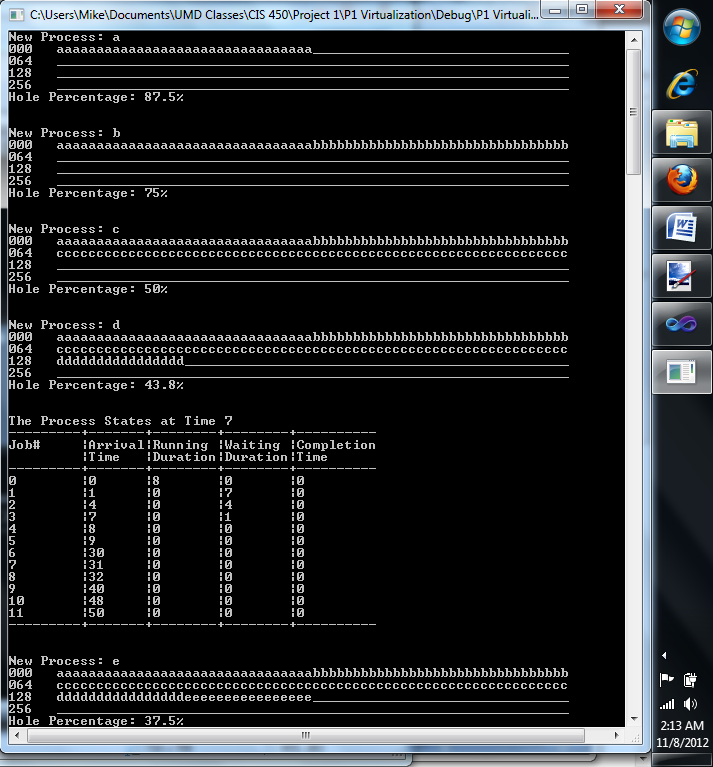 C:\Users\Mike\Documents\UMD Classes\CIS 450\Project 1\P1 Virtualization\Debug\P1 Virtuali...
New Process: a
000   aaaaaaaaaaaaaaaaaaaaaaaaaaaaaaaa________________________________
064   ________________________________________________________________
128   ________________________________________________________________
256   ________________________________________________________________
Hole Percentage: 87.5%
New Process: b
000   aaaaaaaaaaaaaaaaaaaaaaaaaaaaaaaabbbbbbbbbbbbbbbbbbbbbbbbbbbbbbbb
064   ________________________________________________________________
128   ________________________________________________________________
256   ________________________________________________________________
Hole Percentage: 75%
New Process: c
000   aaaaaaaaaaaaaaaaaaaaaaaaaaaaaaaabbbbbbbbbbbbbbbbbbbbbbbbbbbbbbbb
064   cccccccccccccccccccccccccccccccccccccccccccccccccccccccccccccccc
128   ________________________________________________________________
256   ________________________________________________________________
Hole Percentage: 50%
New Process: d
000   aaaaaaaaaaaaaaaaaaaaaaaaaaaaaaaabbbbbbbbbbbbbbbbbbbbbbbbbbbbbbbb
064   cccccccccccccccccccccccccccccccccccccccccccccccccccccccccccccccc
128   dddddddddddddddd________________________________________________
256   ________________________________________________________________
Hole Percentage: 43.8%
The Process States at Time 7
---------+-------+--------+--------+----------
Job#     |Arrival|Running |Waiting |Completion
         |Time   |Duration|Duration|Time
---------+-------+--------+--------+----------
0        |0      |8       |0       |0
1        |1      |0       |7       |0
2        |4      |0       |4       |0
3        |7      |0       |1       |0
4        |8      |0       |0       |0
5        |9      |0       |0       |0
6        |30     |0       |0       |0
7        |31     |0       |0       |0
8        |32     |0       |0       |0
9        |40     |0       |0       |0
10       |48     |0       |0       |0
11       |50     |0       |0       |0
---------+-------+--------+--------+----------
New Process: e
000   aaaaaaaaaaaaaaaaaaaaaaaaaaaaaaaabbbbbbbbbbbbbbbbbbbbbbbbbbbbbbbb
064   cccccccccccccccccccccccccccccccccccccccccccccccccccccccccccccccc
128   ddddddddddddddddeeeeeeeeeeeeeeee________________________________
256   ________________________________________________________________
Hole Percentage: 37.5%
2:13 AM
11/8/2012